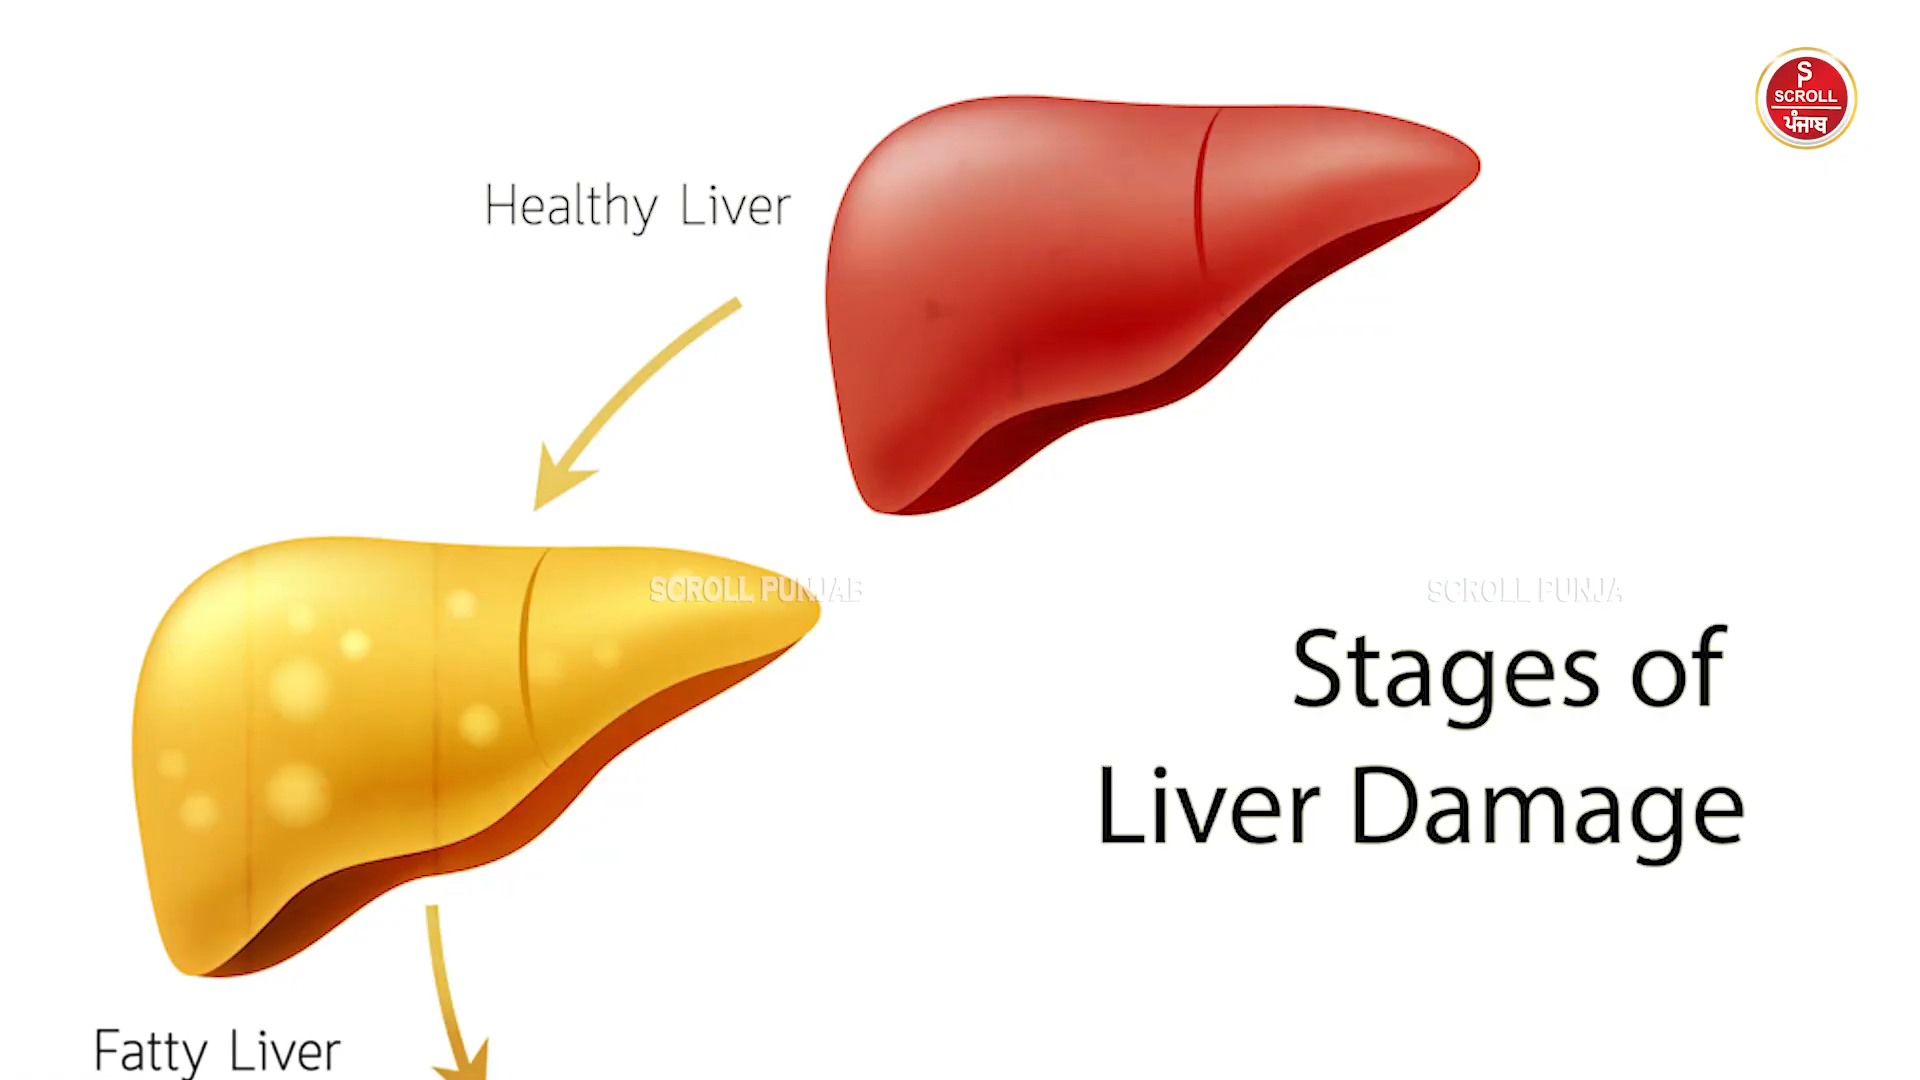 S
P
SCROLL
ਪੰਜਾਬ
Healthy Liver
SCROLL PUNJAB
SCROLL PUNJA
Stages of
Liver Damage
Fatty Liver